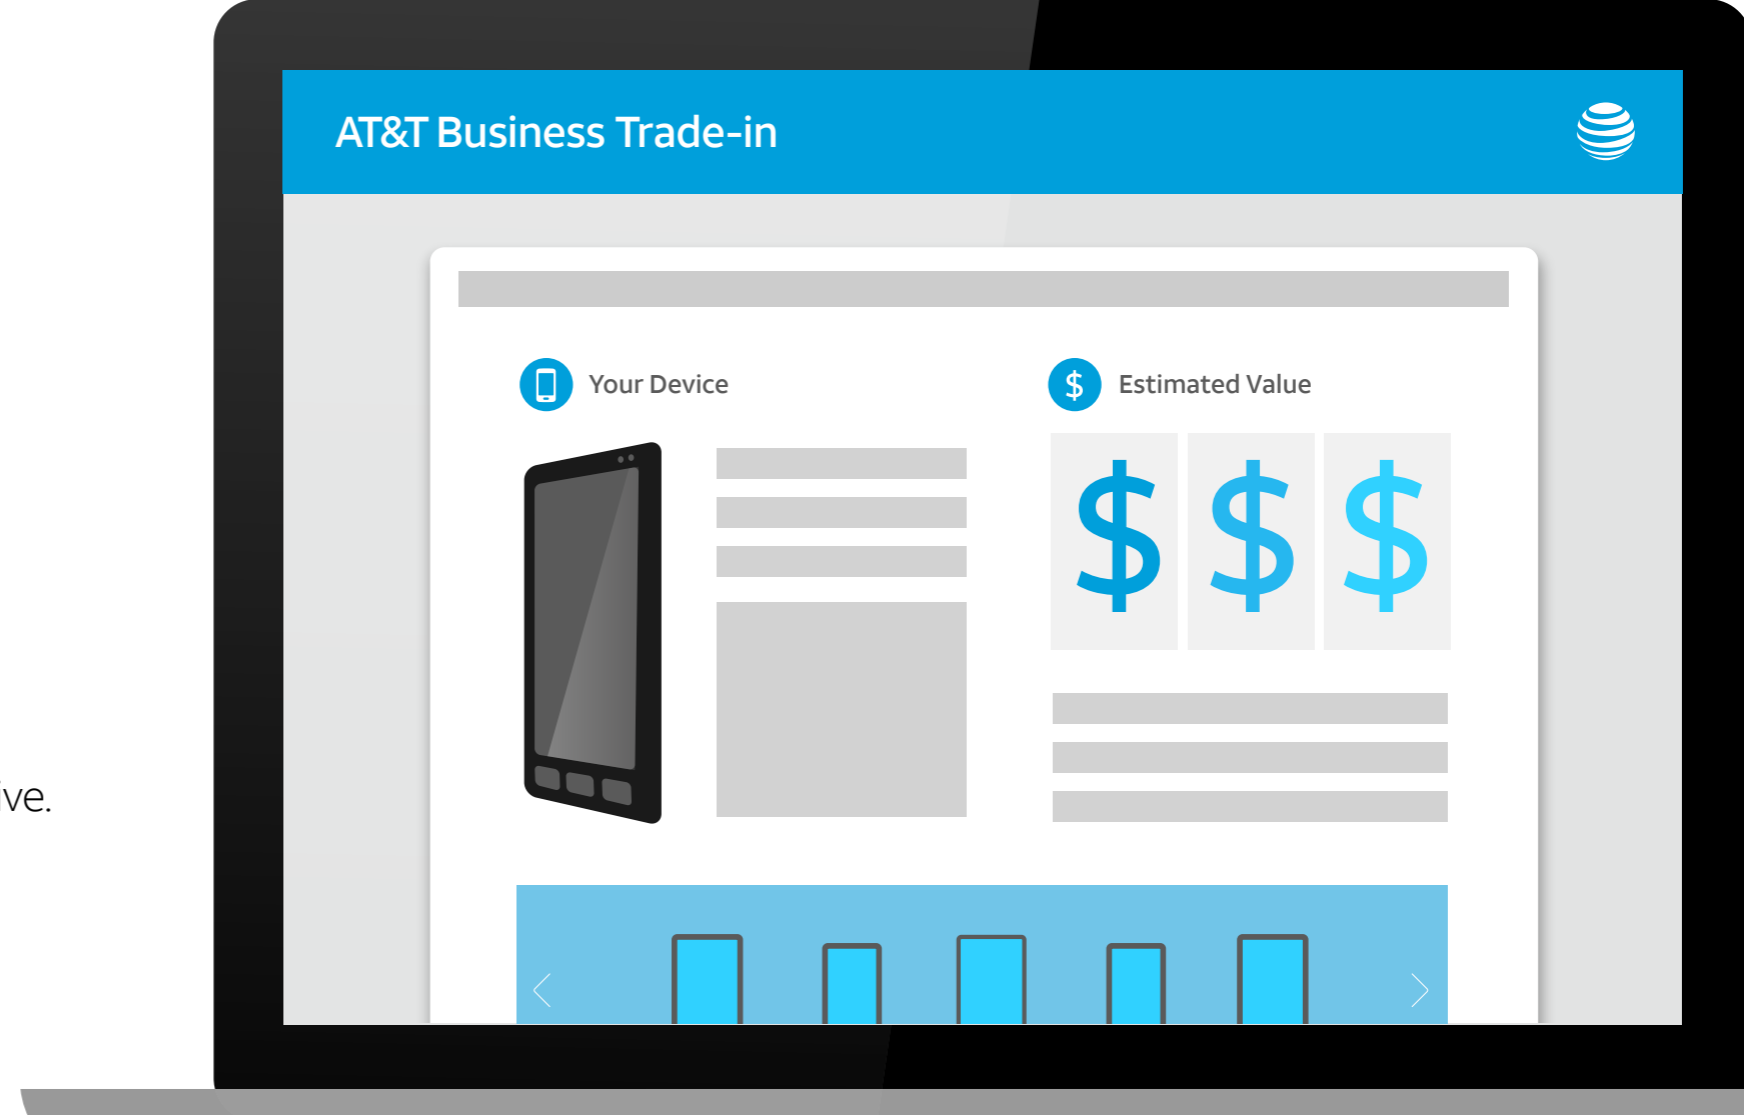 AT&T Business Trade-in
Your Device
$ Estimated Value
$ $ $
ive.